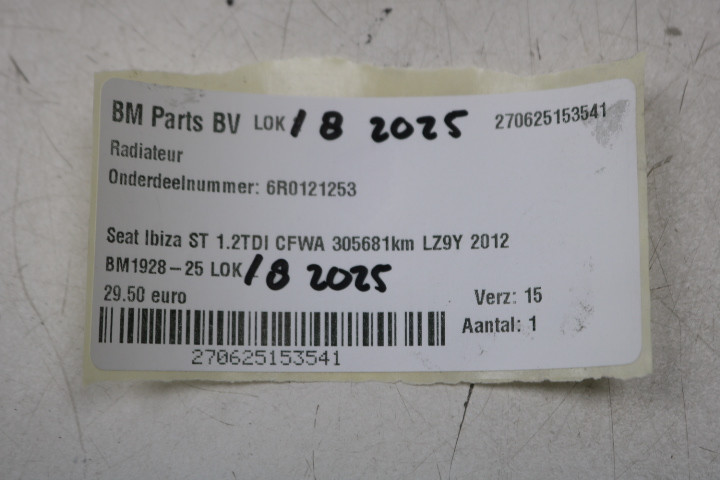 BM Parts BV LOK 18 2025 270625153541
Radiateur
Onderdeelnummer: 6R0121253
Seat Ibiza ST 1.2TDI CFWA 305681km LZ9Y 2012
BM1928-25 LOK 18 2025
29.50 euro Verz: 15
Aantal: 1
270625153541